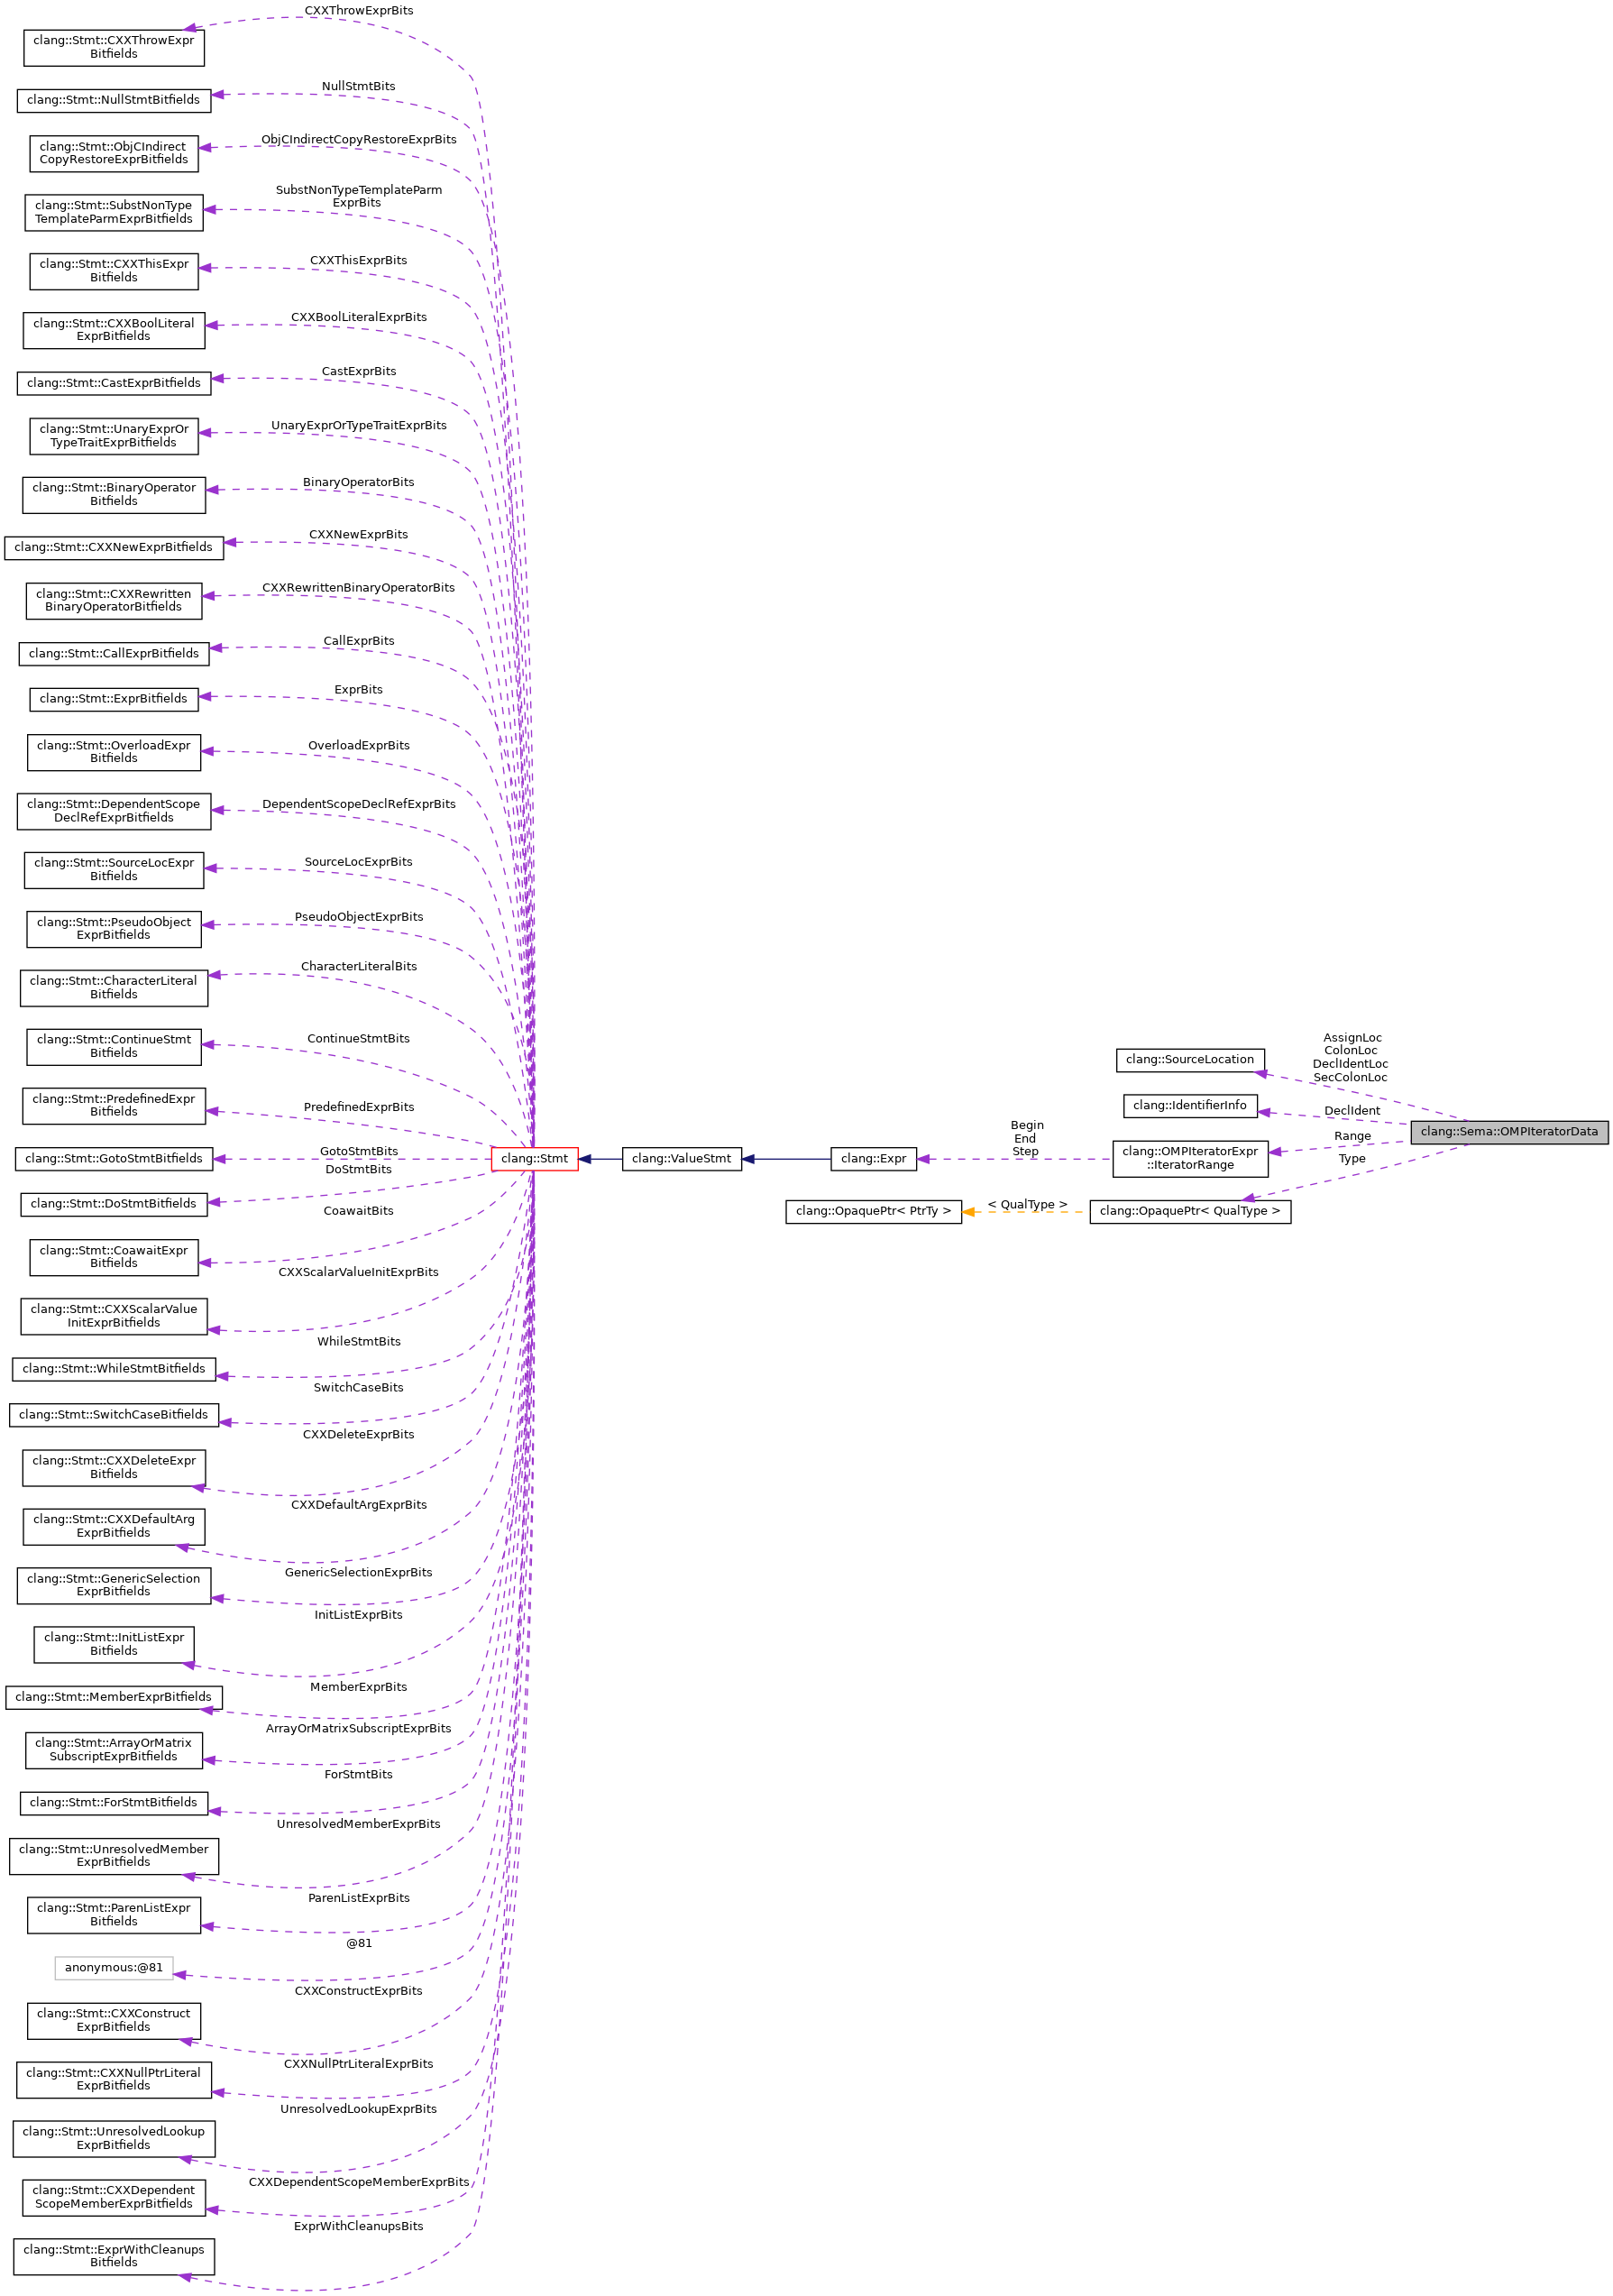 CXXThrowExprBits
clang::Stmt::CXXThrowExpr
Bitfields
NullStmtBits
clang::Stmt::NullStmtBitfields
ObjCIndirectCopyRestoreExprBits
clang::Stmt::ObjCIndirect
CopyRestoreExprBitfields
SubstNonTypeTemplateParm
ExprBits
clang::Stmt::SubstNonType
TemplateParmExprBitfields
CXXThisExprBits
clang::Stmt::CXXThisExpr
Bitfields
CXXBoolLiteralExprBits
clang::Stmt::CXXBoolLiteral
ExprBitfields
CastExprBits
clang::Stmt::CastExprBitfields
UnaryExprOrTypeTraitExprBits
clang::Stmt::UnaryExprOr
TypeTraitExprBitfields
BinaryOperatorBits
clang::Stmt::BinaryOperator
Bitfields
CXXNewExprBits
clang::Stmt::CXXNewExprBitfields
CXXRewrittenBinaryOperatorBits
clang::Stmt::CXXRewritten
BinaryOperatorBitfields
CallExprBits
clang::Stmt::CallExprBitfields
ExprBits
clang::Stmt::ExprBitfields
OverloadExprBits
clang::Stmt::OverloadExpr
Bitfields
DependentScopeDeclRefExprBits
clang::Stmt::DependentScope
DeclRefExprBitfields
SourceLocExprBits
clang::Stmt::SourceLocExpr
Bitfields
PseudoObjectExprBits
clang::Stmt::PseudoObject
ExprBitfields
CharacterLiteralBits
clang::Stmt::CharacterLiteral
Bitfields
ContinueStmtBits
clang::Stmt::ContinueStmt
Bitfields
PredefinedExprBits
clang::Stmt::PredefinedExpr
Bitfields
GotoStmtBits
clang::Stmt::GotoStmtBitfields
DoStmtBits
clang::Stmt::DoStmtBitfields
CoawaitBits
clang::Stmt::CoawaitExpr
Bitfields
CXXScalarValueInitExprBits
clang::Stmt::CXXScalarValue
InitExprBitfields
WhileStmtBits
clang::Stmt::WhileStmtBitfields
SwitchCaseBits
clang::Stmt::SwitchCaseBitfields
CXXDeleteExprBits
clang::Stmt::CXXDeleteExpr
Bitfields
CXXDefaultArgExprBits
clang::Stmt::CXXDefaultArg
ExprBitfields
GenericSelectionExprBits
clang::Stmt::GenericSelection
ExprBitfields
InitListExprBits
clang::Stmt::InitListExpr
Bitfields
MemberExprBits
clang::Stmt::MemberExprBitfields
ArrayOrMatrixSubscriptExprBits
clang::Stmt::ArrayOrMatrix
SubscriptExprBitfields
ForStmtBits
clang::Stmt::ForStmtBitfields
UnresolvedMemberExprBits
clang::Stmt::UnresolvedMember
ExprBitfields
ParenListExprBits
clang::Stmt::ParenListExpr
Bitfields
@81
anonymous:@81
CXXConstructExprBits
clang::Stmt::CXXConstruct
ExprBitfields
CXXNullPtrLiteralExprBits
clang::Stmt::CXXNullPtrLiteral
ExprBitfields
UnresolvedLookupExprBits
clang::Stmt::UnresolvedLookup
ExprBitfields
CXXDependentScopeMemberExprBits
clang::Stmt::CXXDependent
ScopeMemberExprBitfields
ExprWithCleanupsBits
clang::Stmt::ExprWithCleanups
Bitfields
clang::Stmt
clang::ValueStmt
clang::Expr
Begin
End
Step
clang::OpaquePtr< PtrTy >
< QualType >
clang::SourceLocation
clang::IdentifierInfo
clang::OMPIteratorExpr
::IteratorRange
clang::OpaquePtr< QualType >
AssignLoc
ColonLoc
DeclIdentLoc
SecColonLoc
DeclIdent
Range
Type
clang::Sema::OMPIteratorData